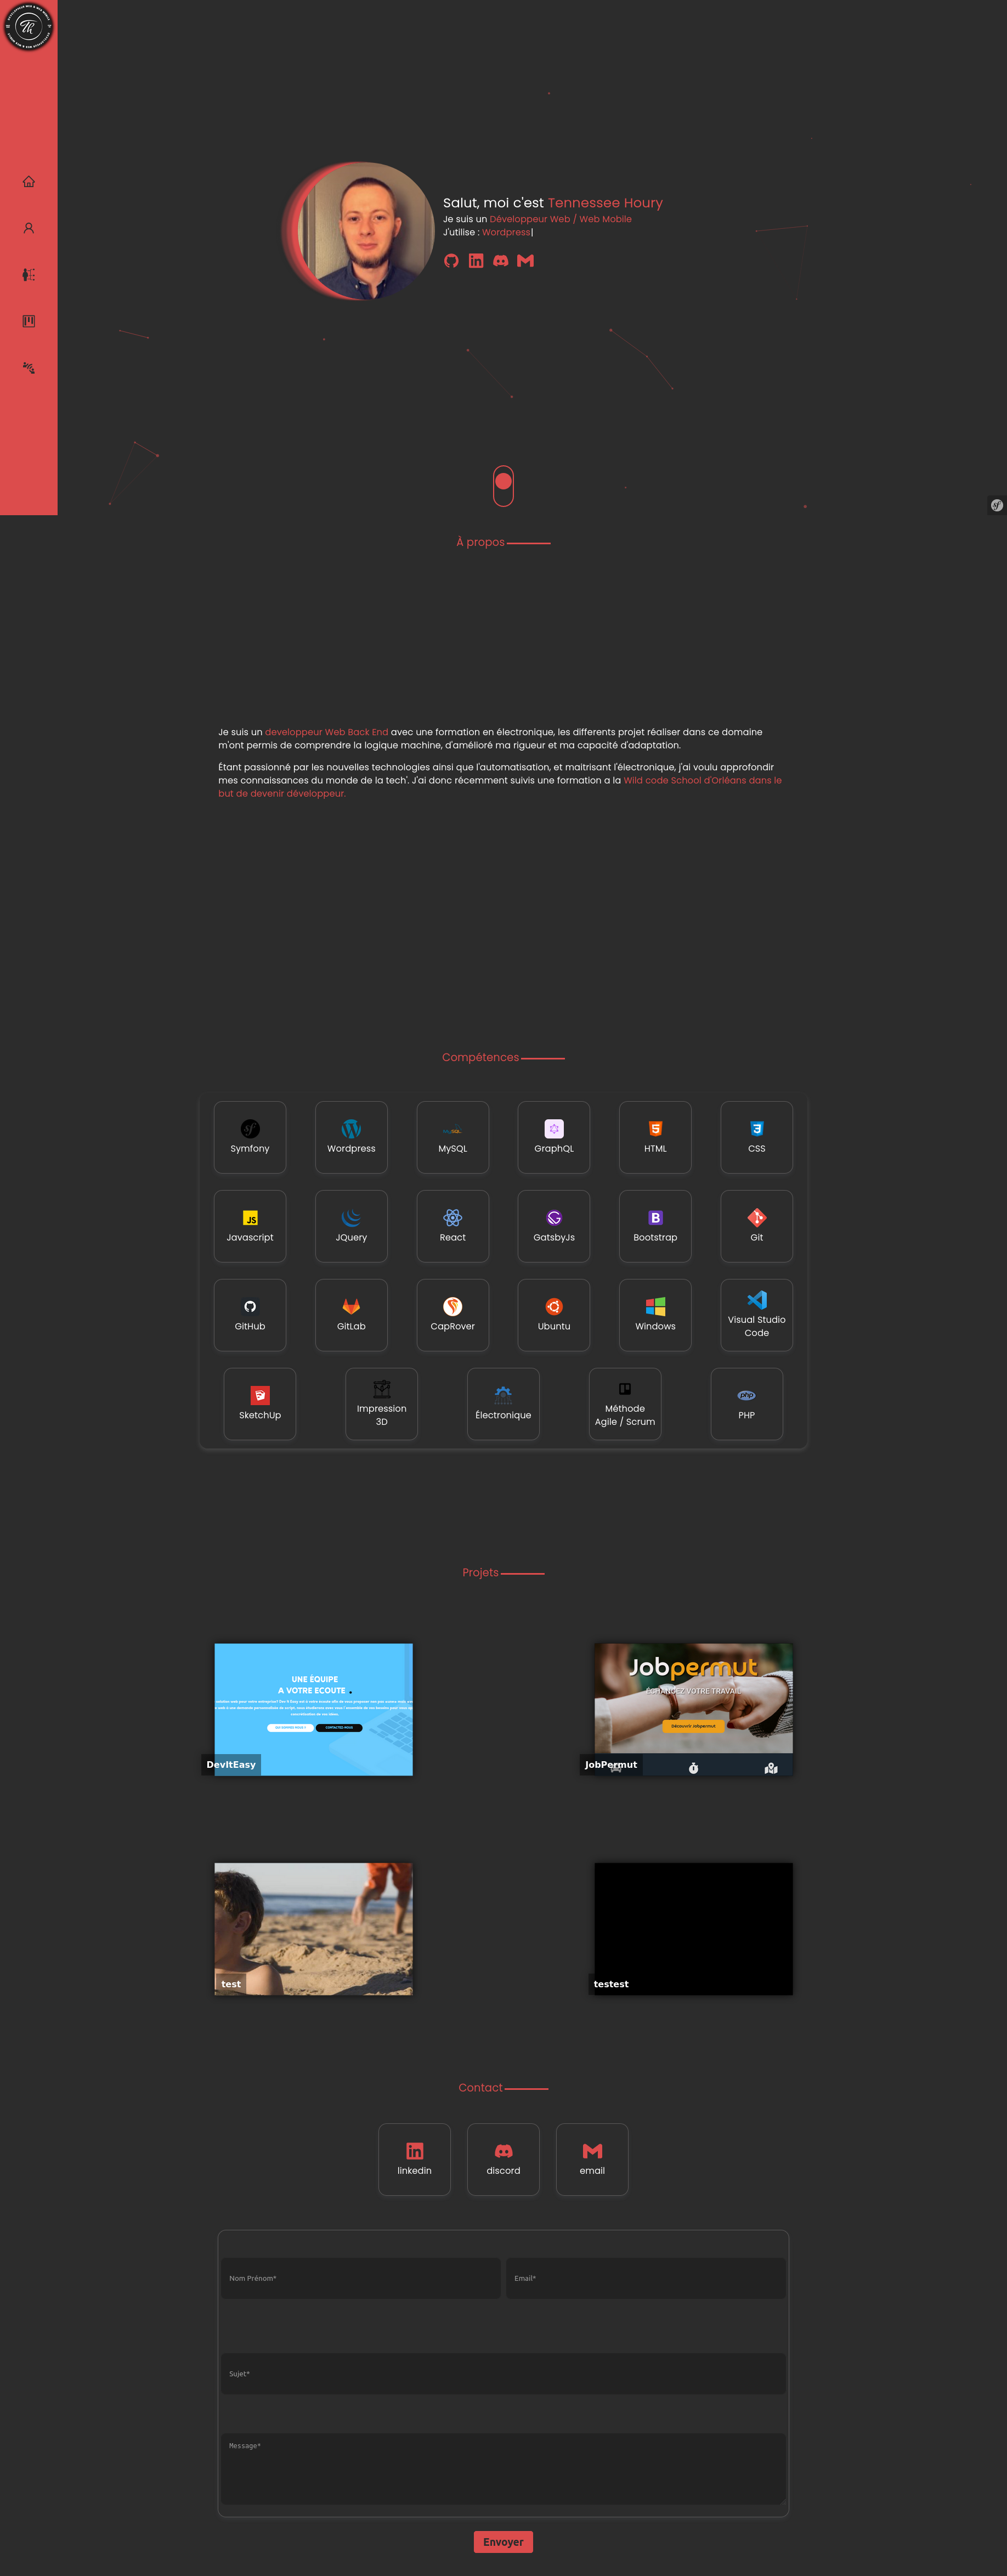 Salut, moi c'est Tennessee Houry
Je suis un Développeur Web / Web Mobile
J'utilise : Wordpress|
À propos
Je suis un developpeur Web Back End avec une formation en électronique, les differents projet réaliser dans ce domaine
m'ont permis de comprendre la logique machine, d'amélioré ma rigueur et ma capacité d'adaptation.
Étant passionné par les nouvelles technologies ainsi que l'automatisation, et maitrisant l'électronique, j'ai voulu approfondir
mes connaissances du monde de la tech'. J'ai donc récemment suivis une formation a la Wild code School d'Orléans dans le
but de devenir développeur.
Compétences
Symfony
Wordpress
MySQL
GraphQL
HTML
CSS
Javascript
JQuery
React
GatsbyJs
Bootstrap
Git
GitHub
GitLab
CapRover
Ubuntu
Windows
Visual Studio
Code
SketchUp
Impression
3D
Électronique
Méthode
Agile / Scrum
PHP
Projets
UNE ÉQUIPE
A VOTRE ECOUTE
CONTACTEZ-NOUS
DevItEasy
Jobpermut
ÉCHANGEZ VOTRE TRAVAIL
Découvrir Jobpermut
JobPermut
test
testest
Contact
linkedin
discord
email
Nom Prénom*
Email*
Sujet*
Message*
Envoyer